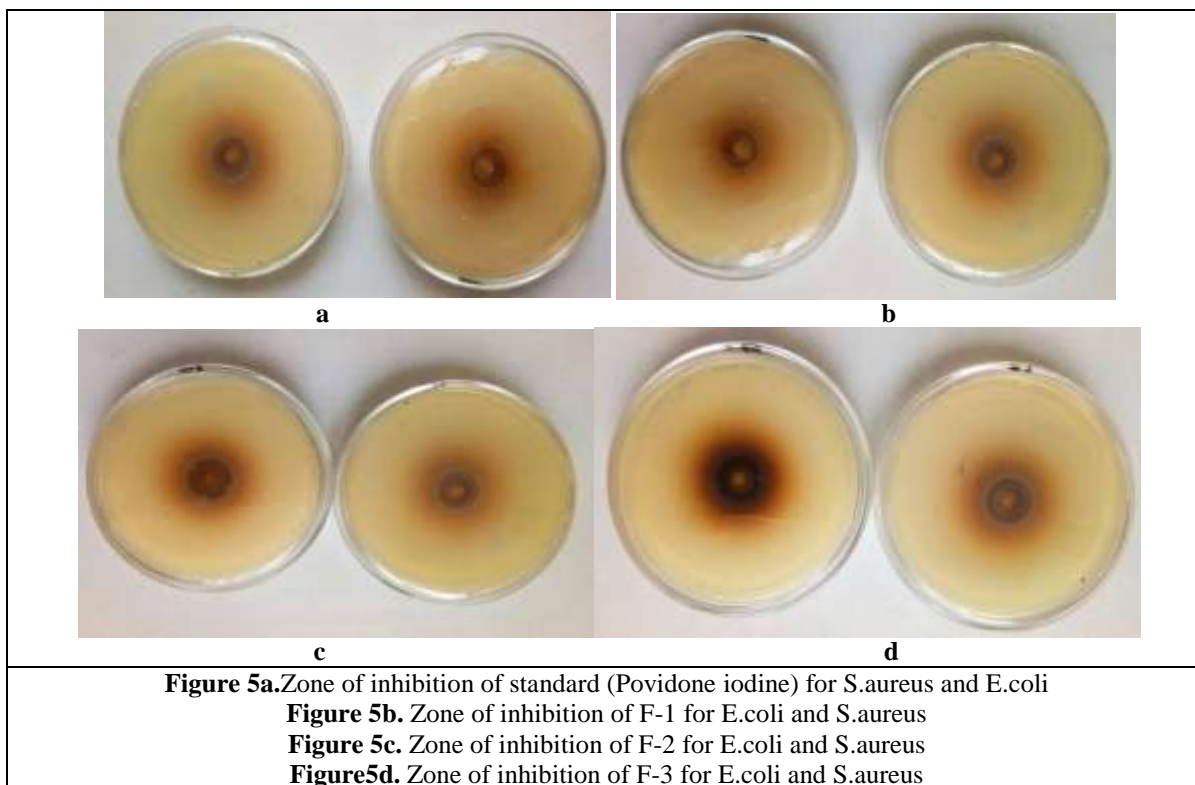 a
b
c
d
Figure 5a.Zone of inhibition of standard (Povidone iodine) for S.aureus and E.coli
Figure 5b. Zone of inhibition of F-1 for E.coli and S.aureus
Figure 5c. Zone of inhibition of F-2 for E.coli and S.aureus
Figure5d. Zone of inhibition of F-3 for E.coli and S.aureus